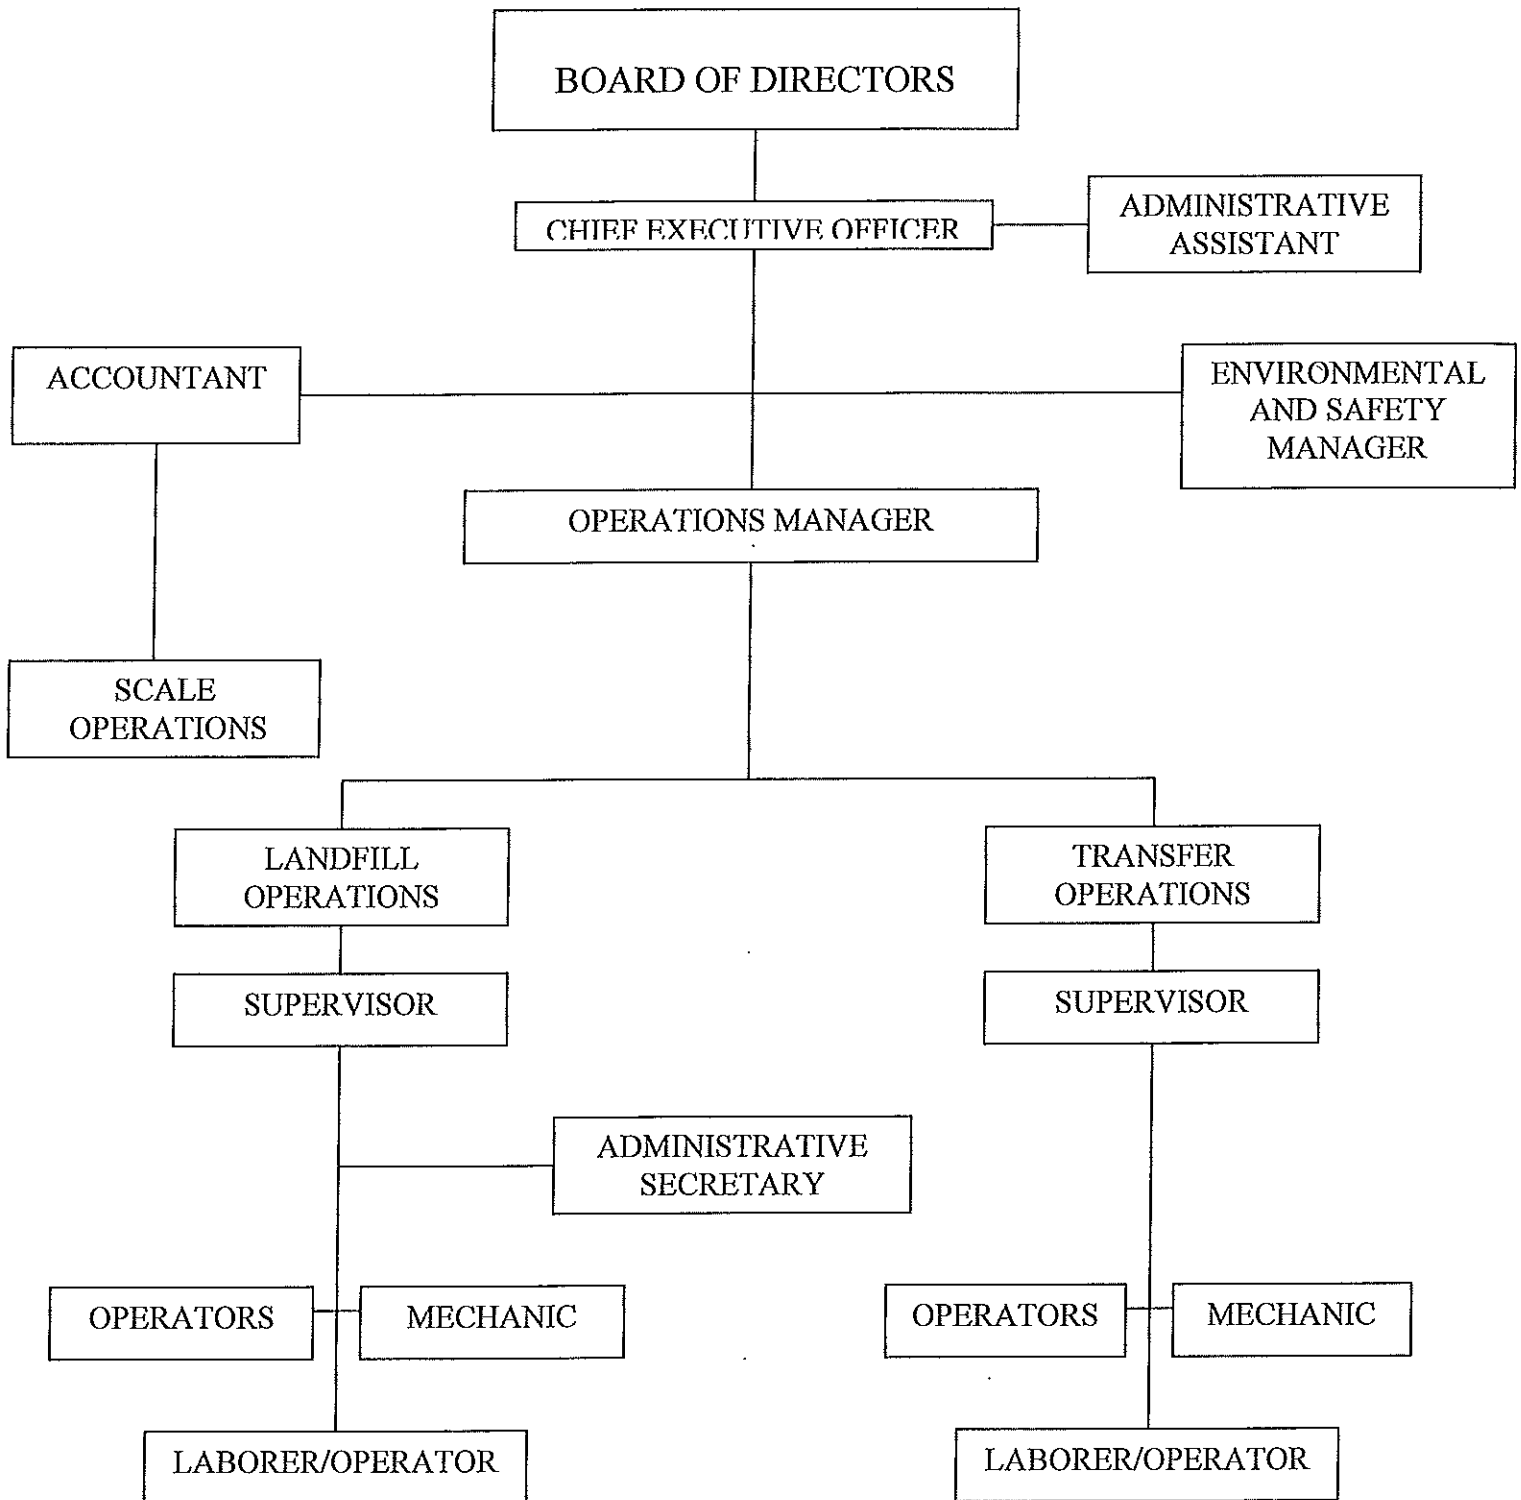 BOARD OF DIRECTORS
CHIEF EXECUTIVE OFFICER
ADMINISTRATIVE
ASSISTANT
ACCOUNTANT
ENVIRONMENTAL
AND SAFETY
MANAGER
OPERATIONS MANAGER
SCALE
OPERATIONS
LANDFILL
OPERATIONS
TRANSFER
OPERATIONS
SUPERVISOR
SUPERVISOR
ADMINISTRATIVE
SECRETARY
OPERATORS
MECHANIC
OPERATORS
MECHANIC
LABORER/OPERATOR
LABORER/OPERATOR